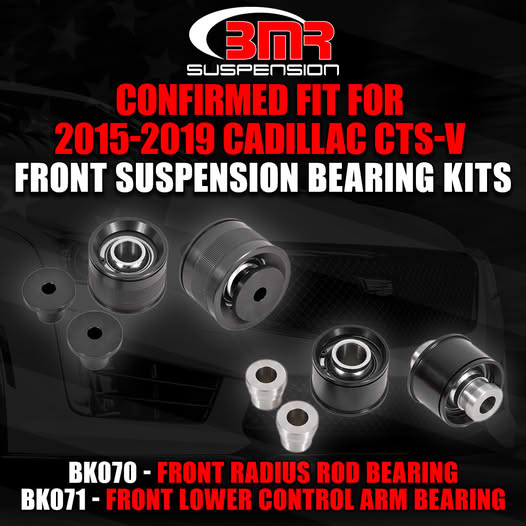 BMR
SUSPENSION
CONFIRMED FIT FOR
2015-2019 CADILLAC CTS-V
FRONT SUSPENSION BEARING KITS
BK070 - FRONT RADIUS ROD BEARING
BK071 - FRONT LOWER CONTROL ARM BEARING